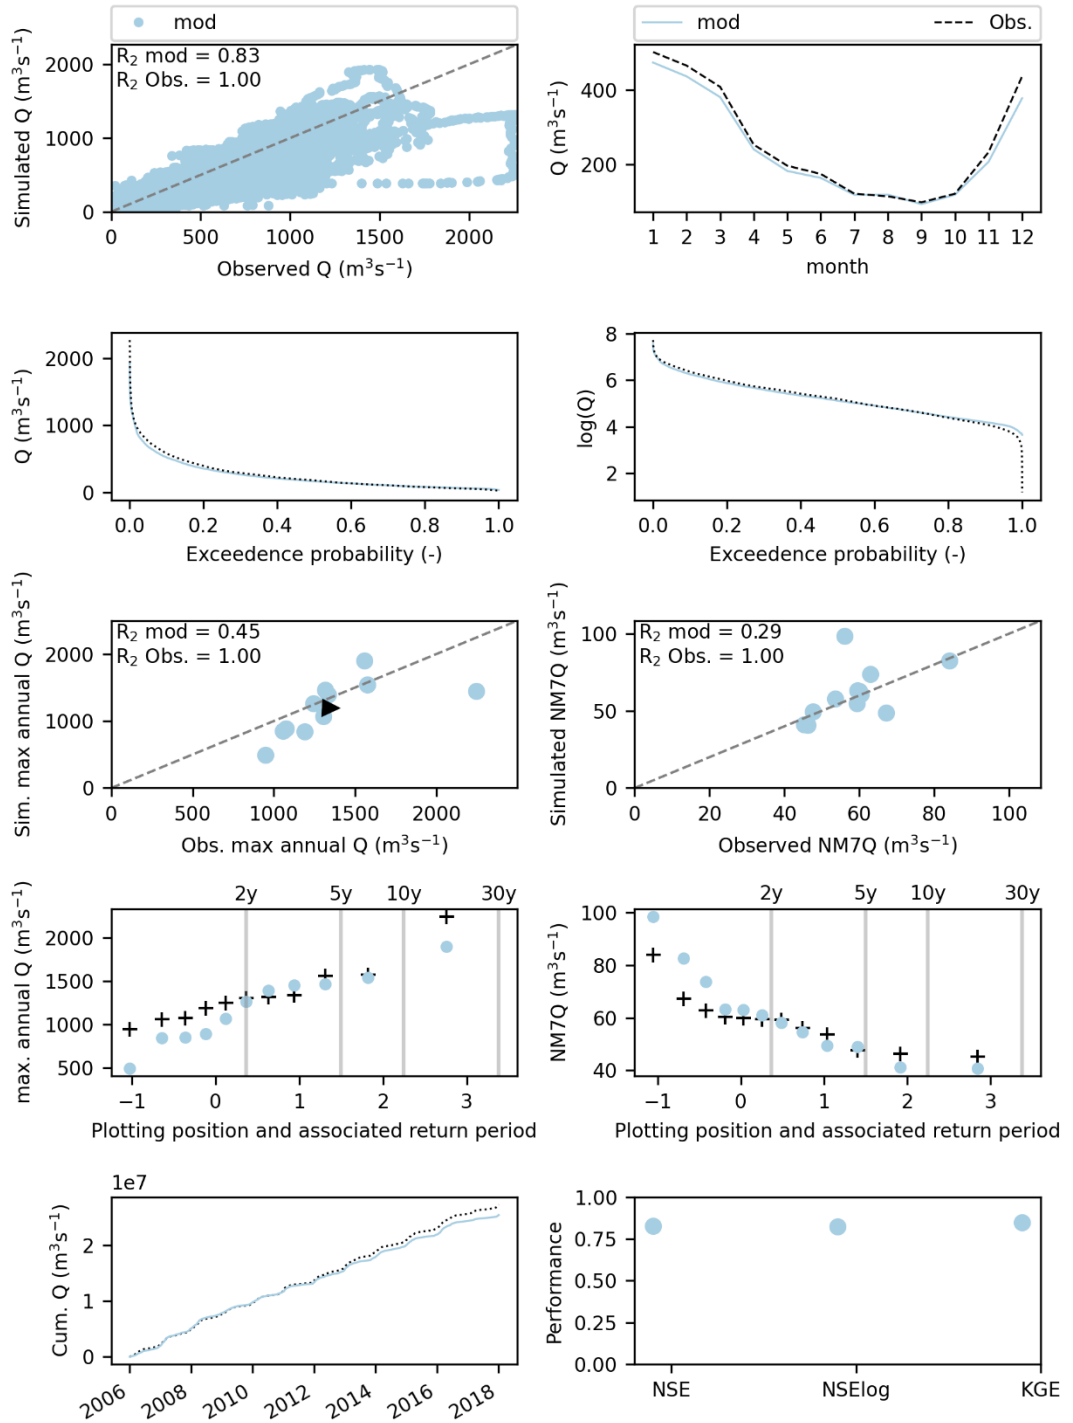 mod
mod Obs.
R₂ mod = 0.83
R₂ Obs. = 1.00
Simulated Q (m³s⁻¹)
2000
1000
0
0 500 1000 1500 2000
Observed Q (m³s⁻¹)
Q (m³s⁻¹)
400
200
1 2 3 4 5 6 7 8 9 10 11 12
month
Q (m³s⁻¹)
2000
1000
0
0.0 0.2 0.4 0.6 0.8 1.0
Exceedence probability (-)
log(Q)
8
6
4
2
0.0 0.2 0.4 0.6 0.8 1.0
Exceedence probability (-)
Sim. max annual Q (m³s⁻¹)
R₂ mod = 0.45
R₂ Obs. = 1.00
2000
1000
0
0 500 1000 1500 2000
Obs. max annual Q (m³s⁻¹)
Simulated NM7Q (m³s⁻¹)
R₂ mod = 0.29
R₂ Obs. = 1.00
100
50
0
0 20 40 60 80 100
Observed NM7Q (m³s⁻¹)
max. annual Q (m³s⁻¹)
2y 5y 10y 30y
2000
1500
1000
500
−1 0 1 2 3
Plotting position and associated return period
NM7Q (m³s⁻¹)
2y 5y 10y 30y
100
80
60
40
−1 0 1 2 3
Plotting position and associated return period
1e7
Cum. Q (m³s⁻¹)
2
1
0
2006 2008 2010 2012 2014 2016 2018
Performance
1.00
0.75
0.50
0.25
0.00
NSE NSElog KGE